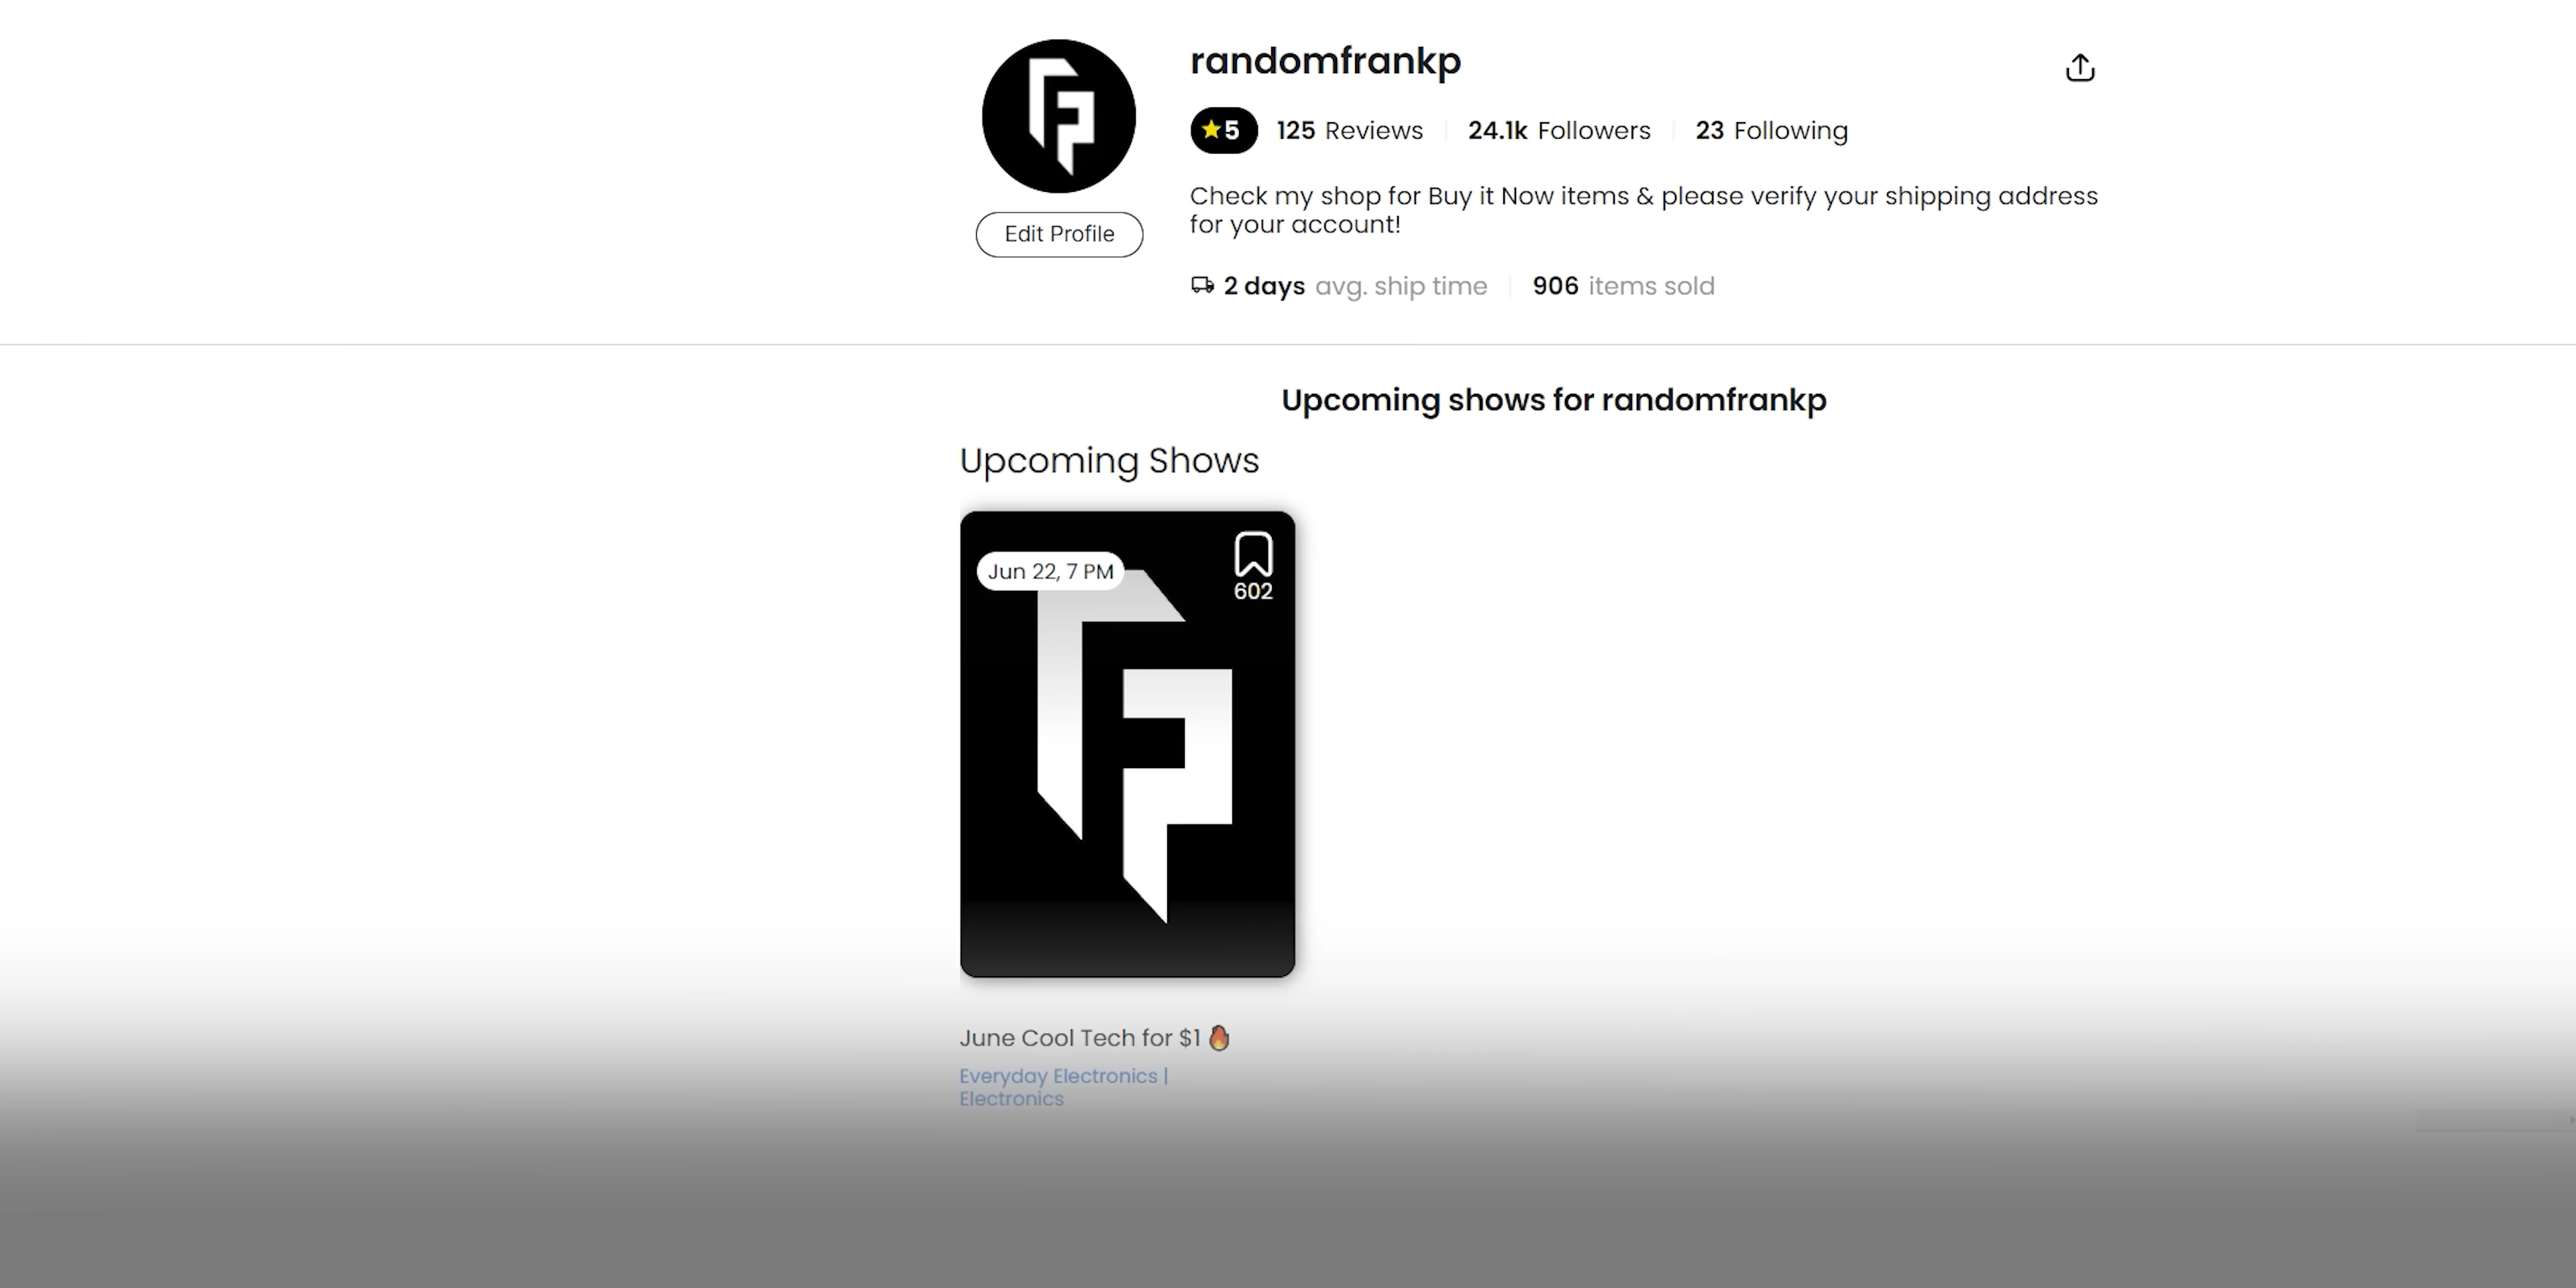 randomfrankp
5
125 Reviews
24.1k Followers
23 Following
Check my shop for Buy it Now items & please verify your shipping address
for your account!
Edit Profile
2 days avg. ship time
906 items sold
Upcoming shows for randomfrankp
Upcoming Shows
Jun 22, 7 PM
602
June Cool Tech for $1 🔥
Everyday Electronics |
Electronics